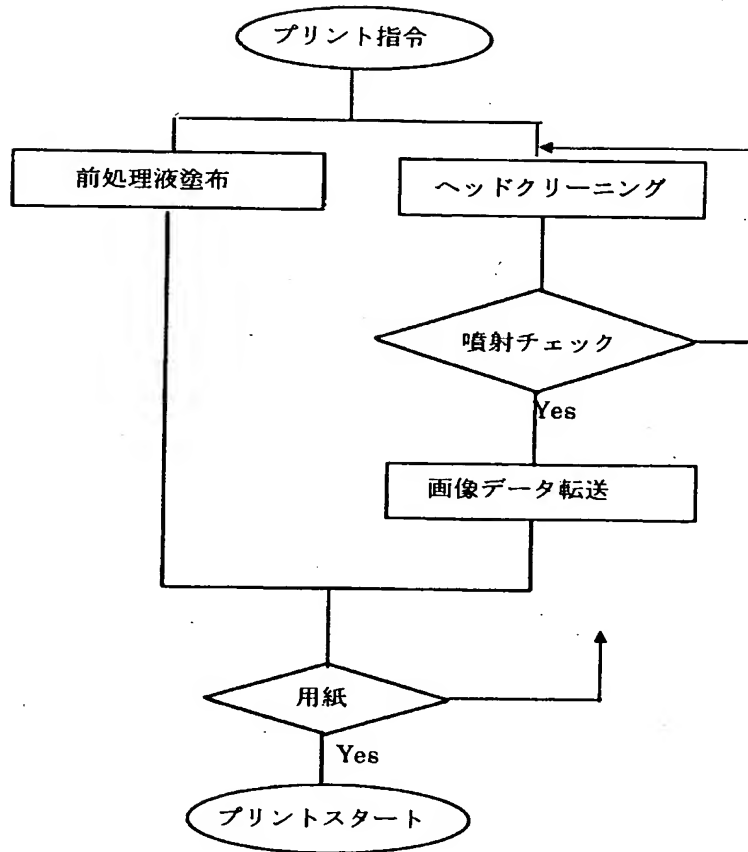 プリント指令
前処理液塗布
ヘッドクリーニング
噴射チェック
Yes
画像データ転送
用紙
Yes
プリントスタート